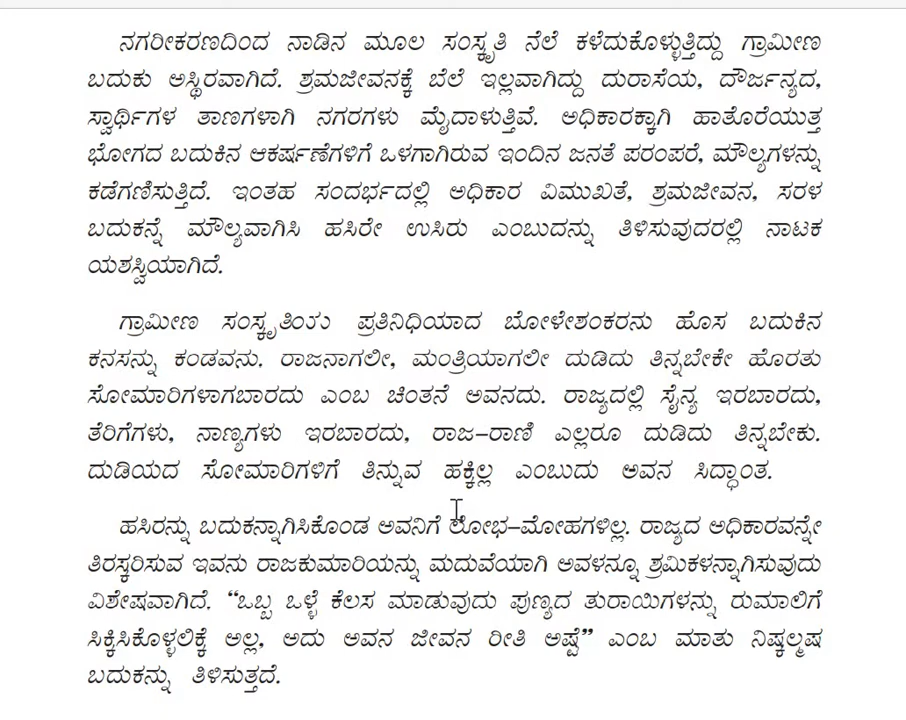 ನಗರೀಕರಣದಿಂದ ನಾಡಿನ ಮೂಲ ಸಂಸ್ಕೃತಿ ನೆಲೆ ಕಳೆದುಕೊಳ್ಳುತ್ತಿದ್ದು ಗ್ರಾಮೀಣ
ಬದುಕು ಅಸ್ಥಿರವಾಗಿದೆ. ಶ್ರಮಜೀವನಕ್ಕೆ ಬೆಲೆ ಇಲ್ಲವಾಗಿದ್ದು ದುರಾಸೆಯ, ದೌರ್ಜನ್ಯದ,
ಸ್ವಾರ್ಥಿಗಳ ತಾಣಗಳಾಗಿ ನಗರಗಳು ಮೈದಾಳುತ್ತಿವೆ. ಅಧಿಕಾರಕ್ಕಾಗಿ ಹಾತೊರೆಯುತ್ತ
ಭೋಗದ ಬದುಕಿನ ಆಕರ್ಷಣೆಗಳಿಗೆ ಒಳಗಾಗಿರುವ ಇಂದಿನ ಜನತೆ ಪರಂಪರೆ, ಮೌಲ್ಯಗಳನ್ನು
ಕಡೆಗಣಿಸುತ್ತಿದೆ. ಇಂತಹ ಸಂದರ್ಭದಲ್ಲಿ ಅಧಿಕಾರ ವಿಮುಖತೆ, ಶ್ರಮಜೀವನ, ಸರಳ
ಬದುಕನ್ನೆ ಮೌಲ್ಯವಾಗಿಸಿ ಹಸಿರೇ ಉಸಿರು ಎಂಬುದನ್ನು ತಿಳಿಸುವುದರಲ್ಲಿ ನಾಟಕ
ಯಶಸ್ವಿಯಾಗಿದೆ.
ಗ್ರಾಮೀಣ ಸಂಸ್ಕೃತಿಯ ಪ್ರತಿನಿಧಿಯಾದ ಬೋಳೇಶಂಕರನು ಹೊಸ ಬದುಕಿನ
ಕನಸನ್ನು ಕಂಡವನು. ರಾಜನಾಗಲೀ, ಮಂತ್ರಿಯಾಗಲೀ ದುಡಿದು ತಿನ್ನಬೇಕೇ ಹೊರತು
ಸೋಮಾರಿಗಳಾಗಬಾರದು ಎಂಬ ಚಿಂತನೆ ಅವನದು. ರಾಜ್ಯದಲ್ಲಿ ಸೈನ್ಯ ಇರಬಾರದು,
ತೆರಿಗೆಗಳು, ನಾಣ್ಯಗಳು ಇರಬಾರದು, ರಾಜ–ರಾಣಿ ಎಲ್ಲರೂ ದುಡಿದು ತಿನ್ನಬೇಕು.
ದುಡಿಯದ ಸೋಮಾರಿಗಳಿಗೆ ತಿನ್ನುವ ಹಕ್ಕಿಲ್ಲ ಎಂಬುದು ಅವನ ಸಿದ್ಧಾಂತ.
ಹಸಿರನ್ನು ಬದುಕನ್ನಾಗಿಸಿಕೊಂಡ ಅವನಿಗೆ ಲೋಭ–ಮೋಹಗಳಿಲ್ಲ. ರಾಜ್ಯದ ಅಧಿಕಾರವನ್ನೇ
ತಿರಸ್ಕರಿಸುವ ಇವನು ರಾಜಕುಮಾರಿಯನ್ನು ಮದುವೆಯಾಗಿ ಅವಳನ್ನೂ ಶ್ರಮಿಕಳನ್ನಾಗಿಸುವುದು
ವಿಶೇಷವಾಗಿದೆ. “ಒಬ್ಬ ಒಳ್ಳೆ ಕೆಲಸ ಮಾಡುವುದು ಪುಣ್ಯದ ತುರಾಯಿಗಳನ್ನು ರುಮಾಲಿಗೆ
ಸಿಕ್ಕಿಸಿಕೊಳ್ಳಲಿಕ್ಕೆ ಅಲ್ಲ, ಅದು ಅವನ ಜೀವನ ರೀತಿ ಅಷ್ಟೆ” ಎಂಬ ಮಾತು ನಿಷ್ಕಲ್ಮಷ
ಬದುಕನ್ನು ತಿಳಿಸುತ್ತದೆ.